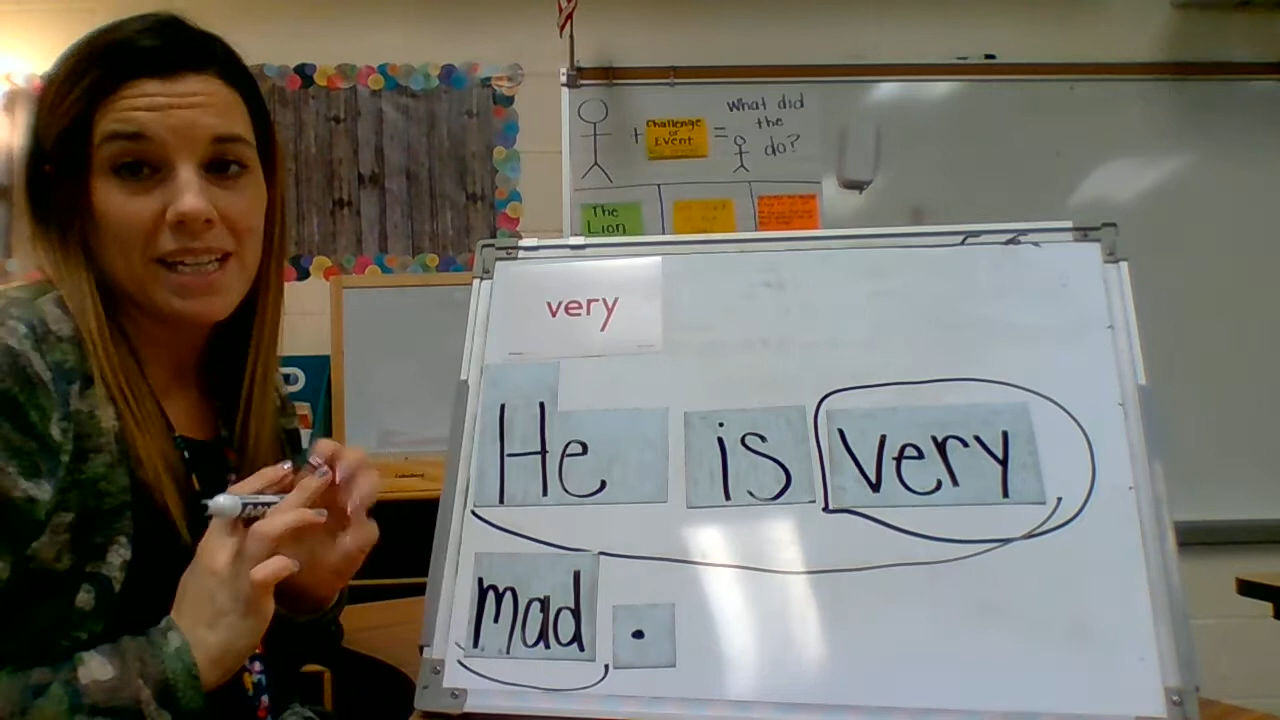 What did
the
do?
+
Challenge
or
Event
=
The
Lion
very
He is very
mad.